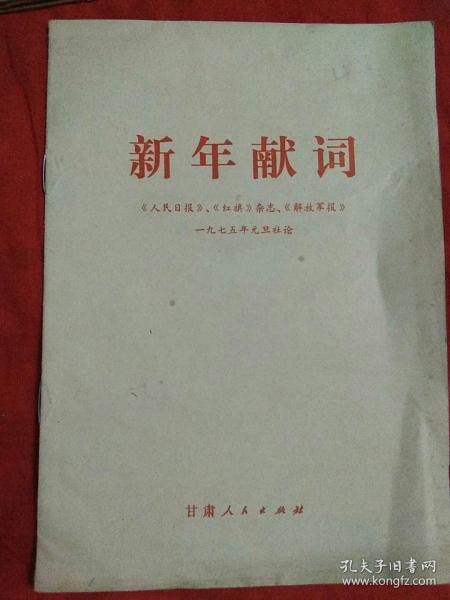 新年献词
《人民日报》、《红旗》杂志、《解放军报》
一九七五年元旦社论
甘肃人民出版社
孔夫子旧书网
www.kongfz.com